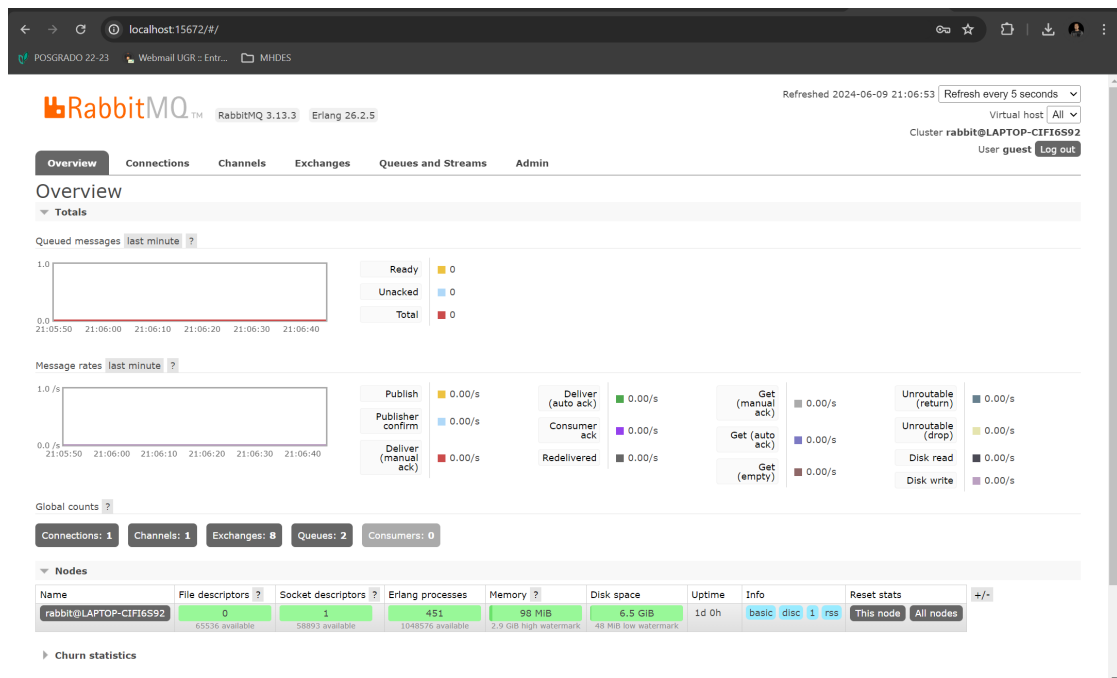 localhost:15672/#/
POSGRADO 22-23 Webmail UGR :: Entr... MHDES
RabbitMQ TM RabbitMQ 3.13.3 Erlang 26.2.5
Refreshed 2024-06-09 21:06:53 Refresh every 5 seconds
Virtual host All
Cluster rabbit@LAPTOP-CIFI6S92
User guest Log out
Overview Connections Channels Exchanges Queues and Streams Admin
Overview
Totals
Queued messages last minute ?
1.0
0.0
21:05:50 21:06:00 21:06:10 21:06:20 21:06:30 21:06:40
Ready 0
Unacked 0
Total 0
Message rates last minute ?
1.0 /s
0.0 /s
21:05:50 21:06:00 21:06:10 21:06:20 21:06:30 21:06:40
Publish 0.00/s
Publisher
confirm 0.00/s
Deliver
(manual 0.00/s
ack)
Deliver
(auto ack) 0.00/s
Consumer
ack 0.00/s
Redelivered 0.00/s
Get
(manual 0.00/s
ack)
Get (auto
ack) 0.00/s
Get
(empty) 0.00/s
Unroutable
(return) 0.00/s
Unroutable
(drop) 0.00/s
Disk read 0.00/s
Disk write 0.00/s
Global counts ?
Connections: 1 Channels: 1 Exchanges: 8 Queues: 2 Consumers: 0
Nodes
Name File descriptors ? Socket descriptors ? Erlang processes Memory ? Disk space Uptime Info Reset stats +/-
rabbit@LAPTOP-CIFI6S92 0 1 451 98 MiB 6.5 GiB 1d 0h basic disc 1 rss This node All nodes
65536 available 58893 available 1048576 available 2.9 GiB high watermark 48 MiB low watermark
Churn statistics